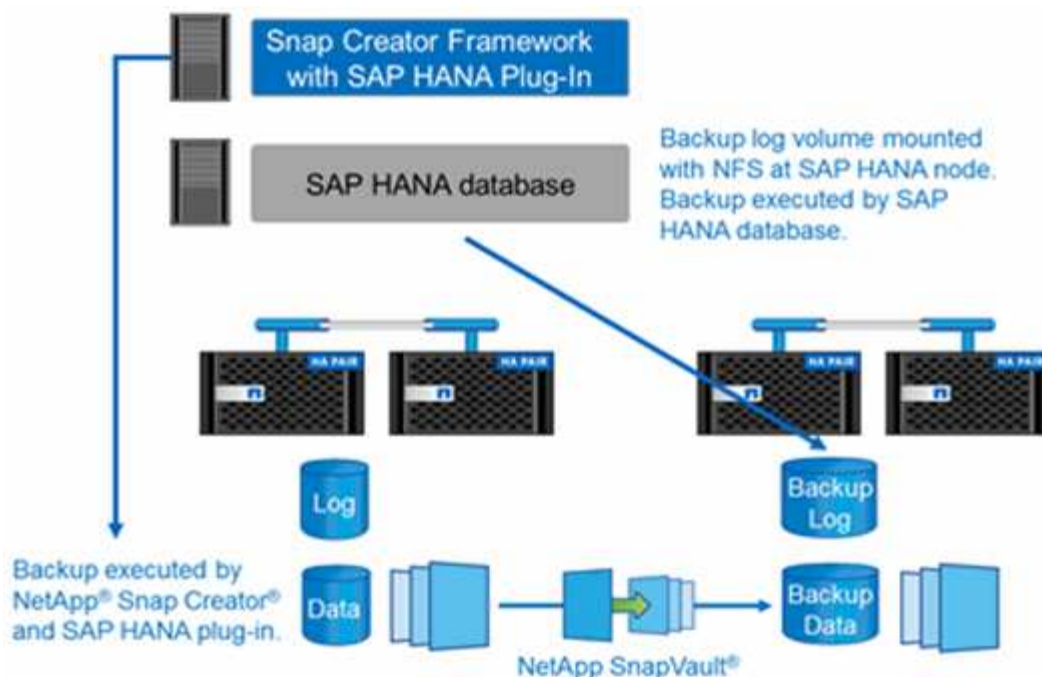 Snap Creator Framework
with SAP HANA Plug-In
SAP HANA database
Backup log volume mounted
with NFS at SAP HANA node.
Backup executed by SAP
HANA database.
HA PAIR
HA PAIR
HA PAIR
HA PAIR
Log
Backup
Log
Backup executed by
NetApp® Snap Creator®
and SAP HANA plug-in.
Data
Backup
Data
NetApp SnapVault®